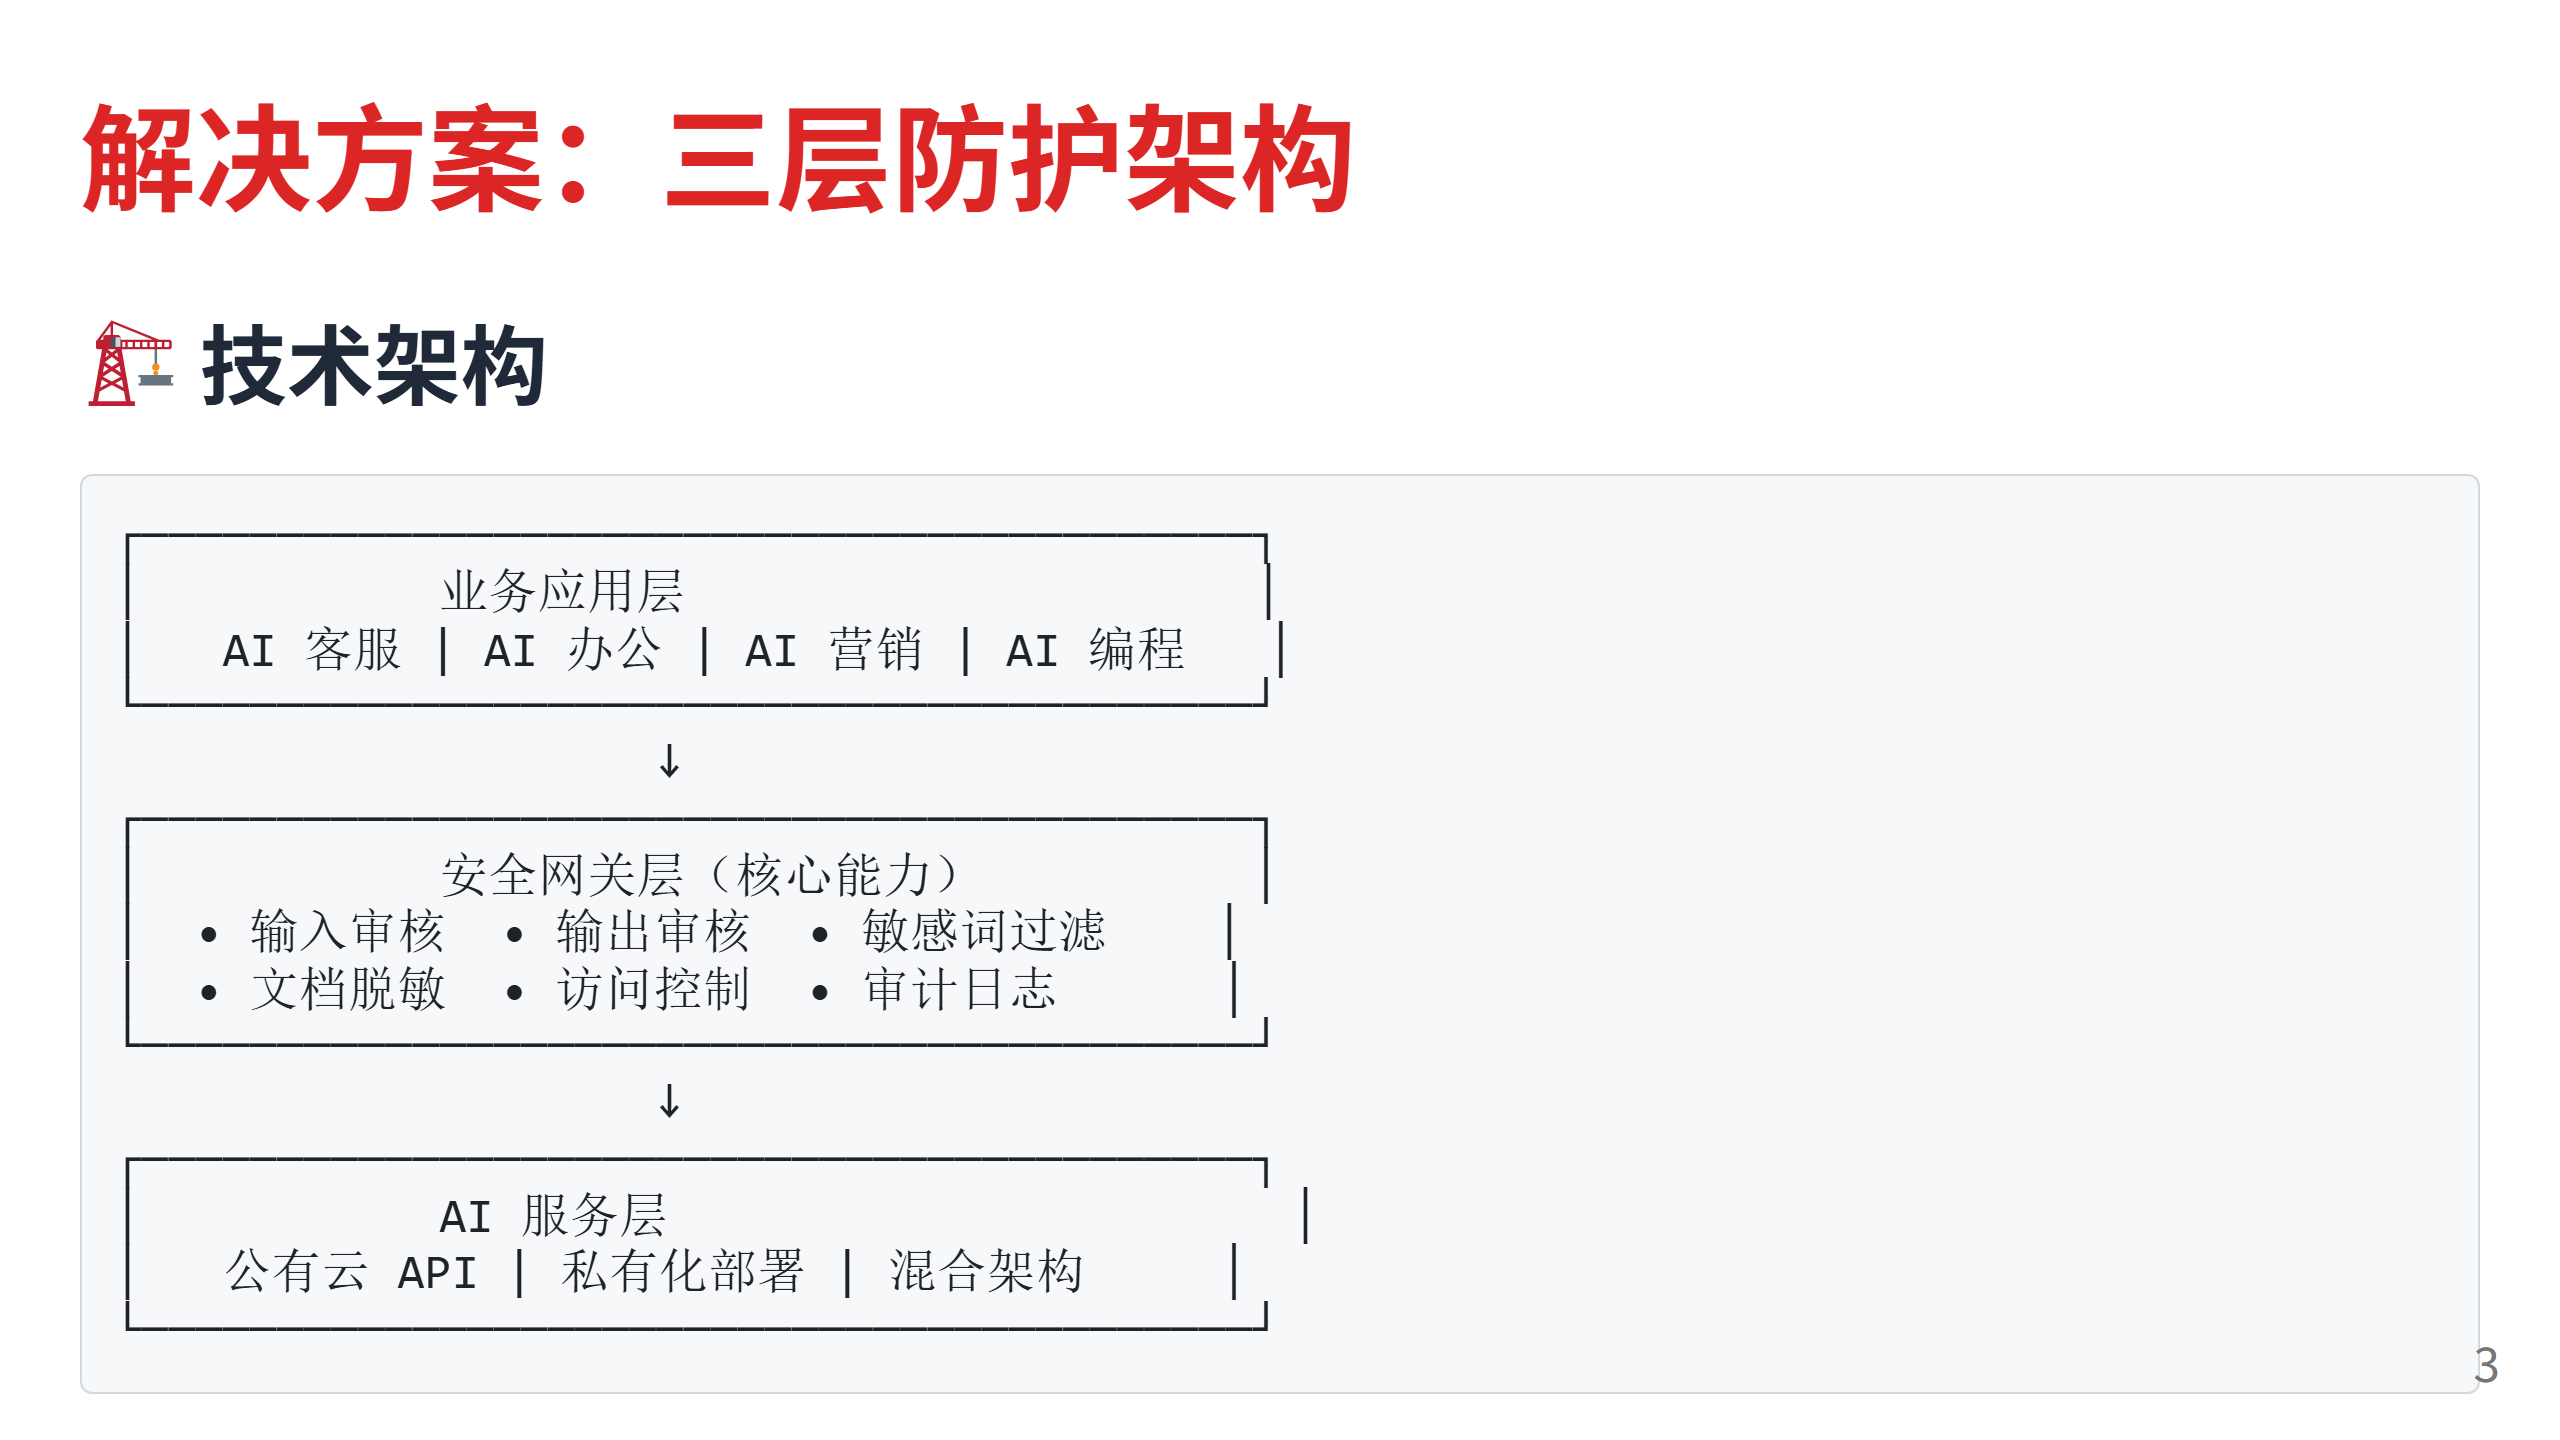 解决方案：三层防护架构
🏗️ 技术架构
业务应用层
AI 客服 | AI 办公 | AI 营销 | AI 编程
↓
安全网关层（核心能力）
• 输入审核 • 输出审核 • 敏感词过滤
• 文档脱敏 • 访问控制 • 审计日志
↓
AI 服务层
公有云 API | 私有化部署 | 混合架构
3